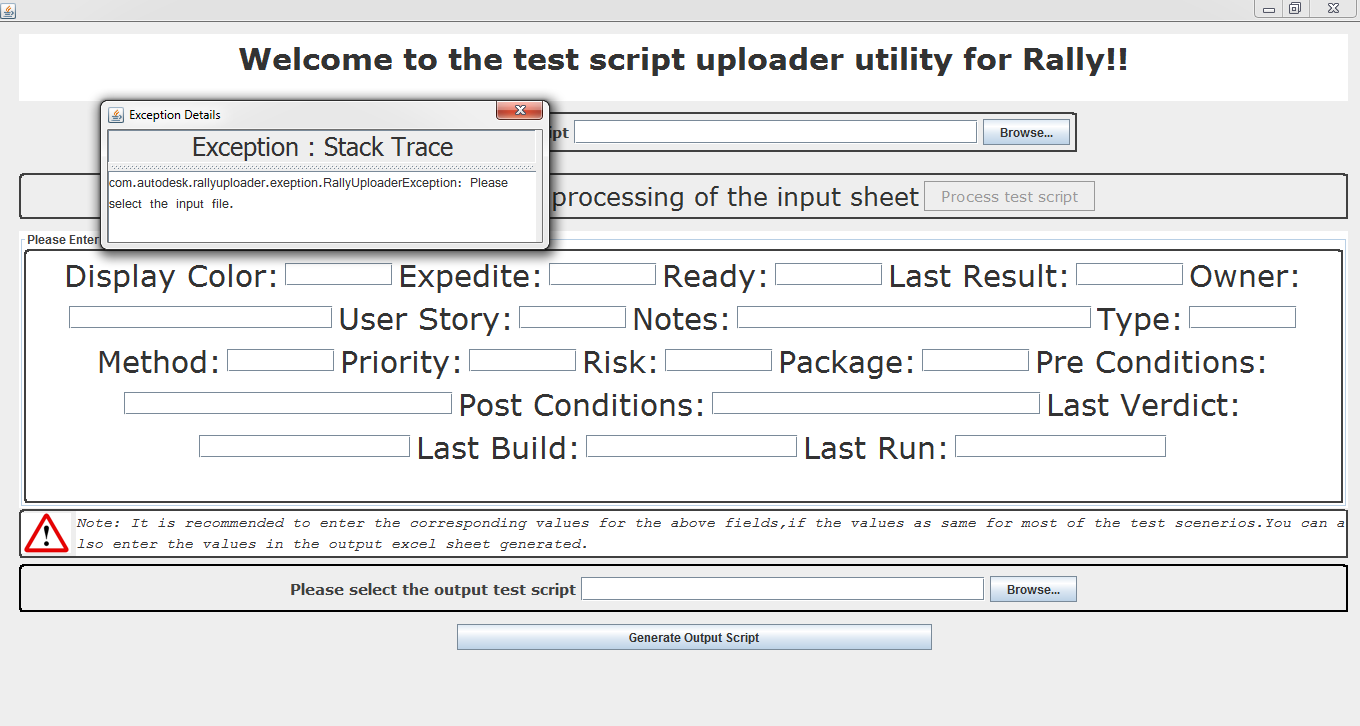 Welcome to the test script uploader utility for Rally!!
Exception Details
Exception : Stack Trace
com.autodesk.rallyuploader.exeption.RallyUploaderException: Please
select the input file.
ipt Browse...
processing of the input sheet Process test script
Please Enter
Display Color: Expedite: Ready: Last Result: Owner:
User Story: Notes: Type:
Method: Priority: Risk: Package: Pre Conditions:
Post Conditions: Last Verdict:
Last Build: Last Run:
Note: It is recommended to enter the corresponding values for the above fields,if the values as same for most of the test scenerios.You can a
lso enter the values in the output excel sheet generated.
Please select the output test script Browse...
Generate Output Script